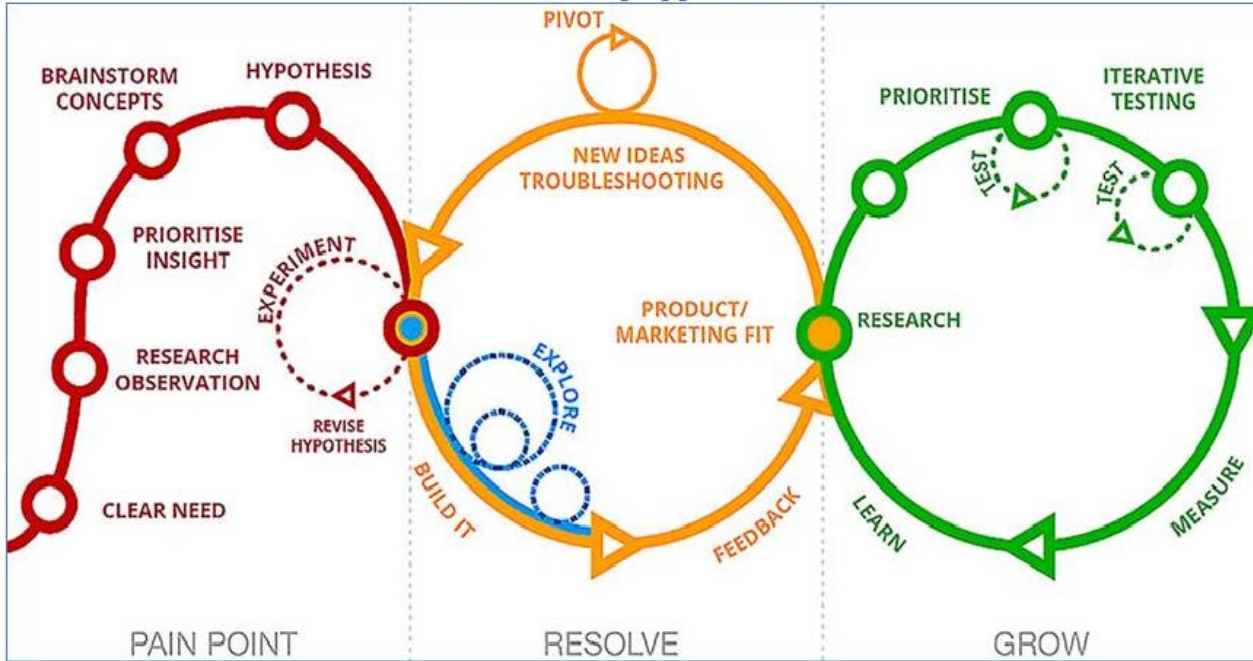 BRAINSTORM
CONCEPTS
HYPOTHESIS
PRIORITISE
INSIGHT
EXPERIMENT
RESEARCH
OBSERVATION
REVISE
HYPOTHESIS
CLEAR NEED
PAIN POINT
PIVOT
NEW IDEAS
TROUBLESHOOTING
PRODUCT/
MARKETING FIT
EXPLORE
BUILD IT
FEEDBACK
RESOLVE
PRIORITISE
ITERATIVE
TESTING
TEST
TEST
RESEARCH
LEARN
MEASURE
GROW